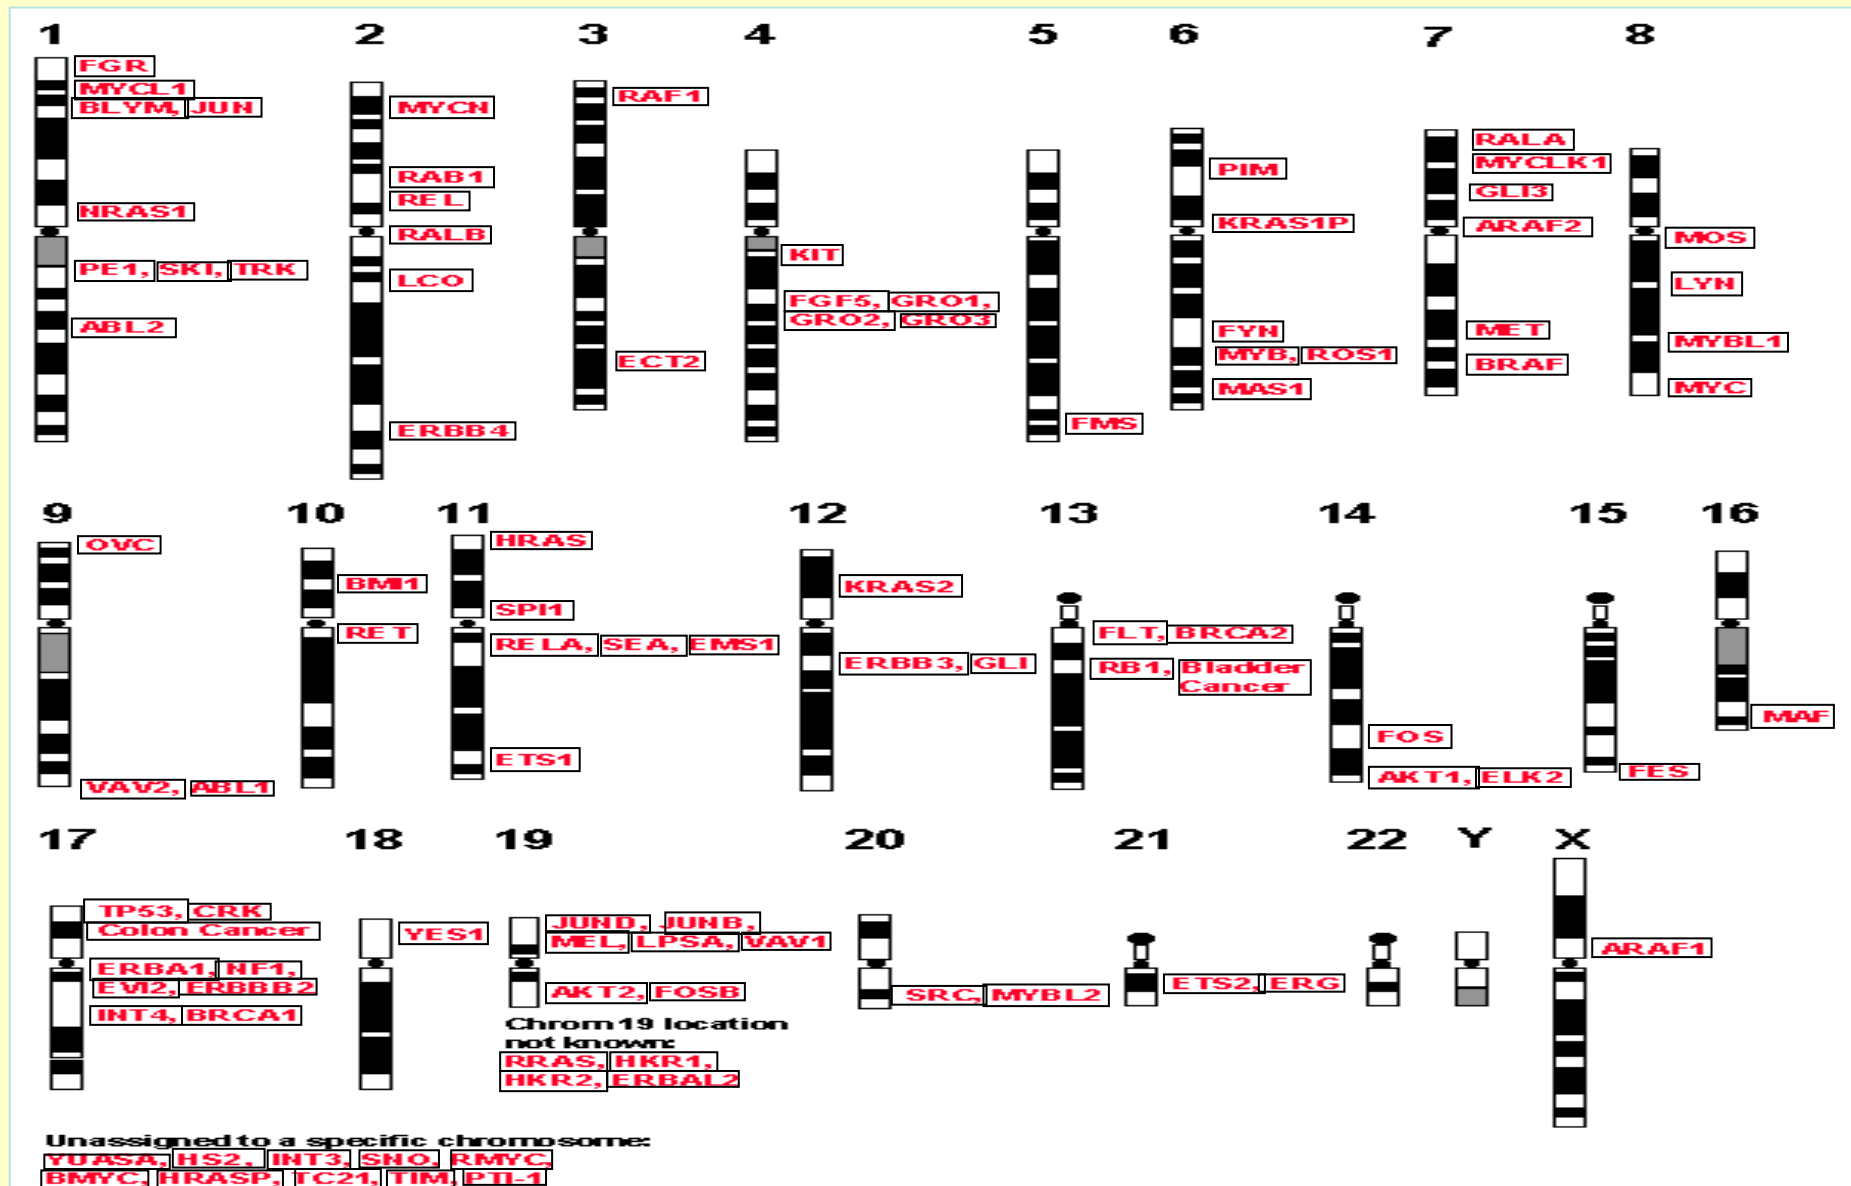 1 2 3 4 5 6 7 8
FGR
MYCL1
BLYM, JUN
NRAS1
PE1, SKI, TRK
ABL2
MYCN
RAB1
REL
RALB
LCO
ERBB4
RAF1
ECT2
KIT
FGF5, GRO1,
GRO2, GRO3
FMS
PIM
KRAS1P
FYN
MYB, ROS1
MAS1
RALA
MYCLK1
GLI3
ARAF2
MET
BRAF
MOS
LYN
MYBL1
MYC
9 10 11 12 13 14 15 16
OVC
VAV2, ABL1
BMI1
RET
HRAS
SPI1
RELA, SEA, EMS1
ETS1
KRAS2
ERBB3, GLI
FLT, BRCA2
RB1, Bladder
Cancer
FOS
AKT1, ELK2
FES
MAF
17 18 19 20 21 22 Y X
TP53, CRK
Colon Cancer
ERBA1, NF1,
EVI2, ERBBB2
INT4, BRCA1
YES1
JUND, JUNB,
MEL, LPSA, VAV1
AKT2, FOSB
Chrom 19 location
not known:
RRAS, HKR1,
HKR2, ERBAL2
SRC, MYBL2
ETS2, ERG
ARAF1
Unassigned to a specific chromosome:
YUASA, HS2, INT3, SNO, RMYC,
BMYC, HRASP, TC21, TIM, PTI-1